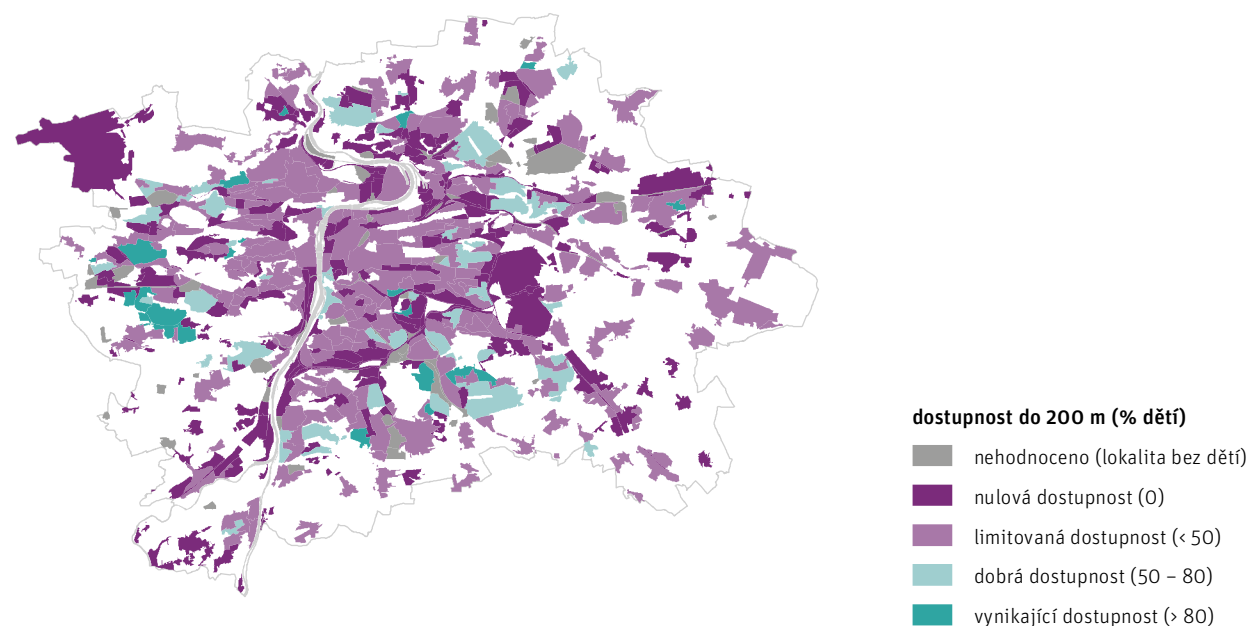 dostupnost do 200 m (% dětí)
nehodnoceno (lokalita bez dětí)
nulová dostupnost (0)
limitovaná dostupnost (< 50)
dobrá dostupnost (50 – 80)
vynikající dostupnost (> 80)